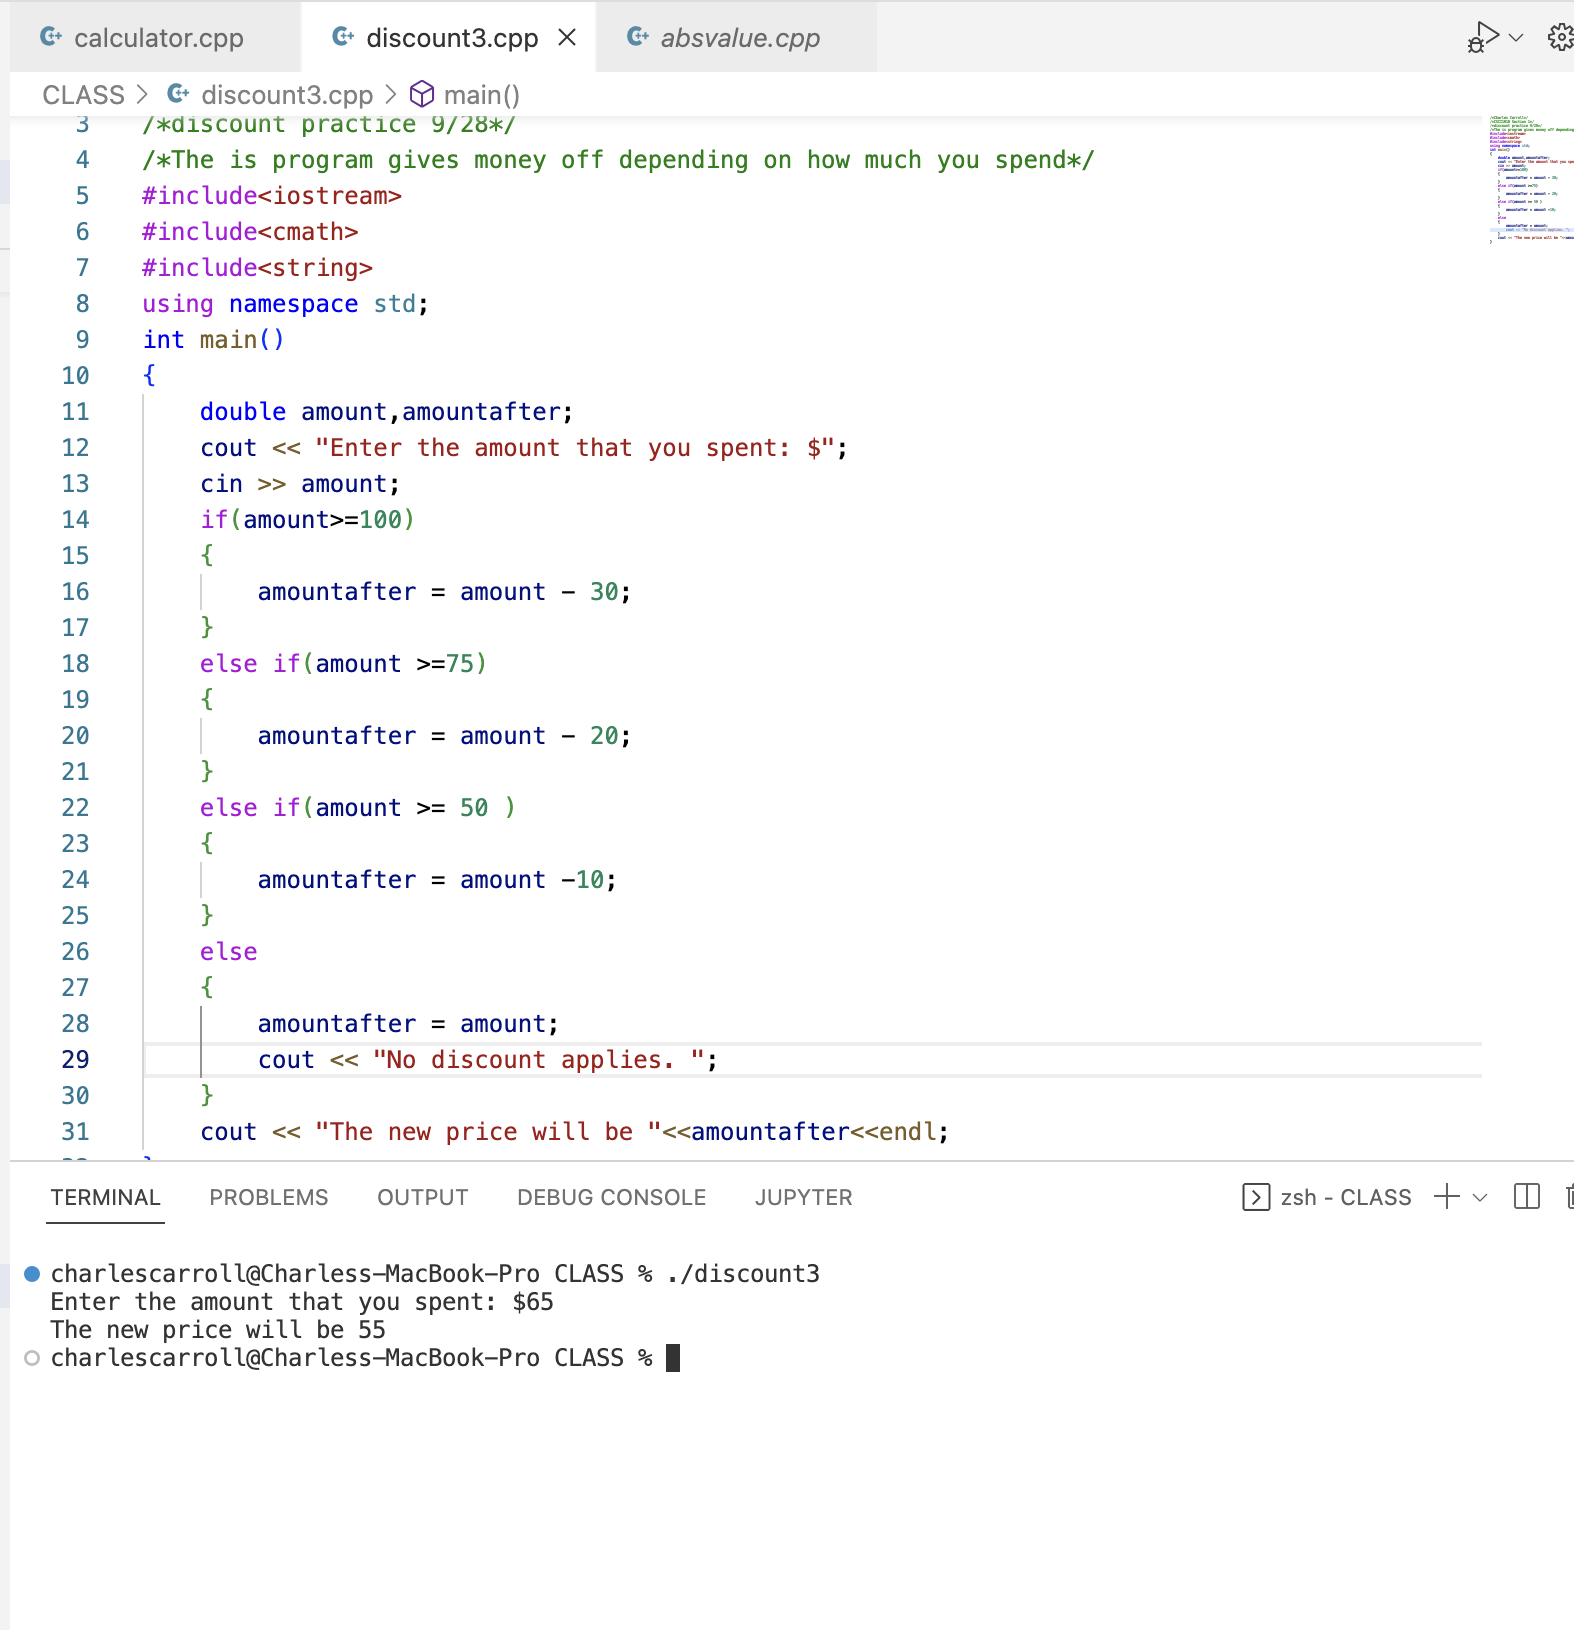 calculator.cpp discount3.cpp absvalue.cpp
CLASS discount3.cpp main()
3 /*discount practice 9/28*/
4 /*The is program gives money off depending on how much you spend*/
5 #include<iostream>
6 #include<cmath>
7 #include<string>
8 using namespace std;
9 int main()
10 {
11 double amount,amountafter;
12 cout << "Enter the amount that you spent: $";
13 cin >> amount;
14 if(amount>=100)
15 {
16 amountafter = amount - 30;
17 }
18 else if(amount >=75)
19 {
20 amountafter = amount - 20;
21 }
22 else if(amount >= 50 )
23 {
24 amountafter = amount -10;
25 }
26 else
27 {
28 amountafter = amount;
29 cout << "No discount applies. ";
30 }
31 cout << "The new price will be "<<amountafter<<endl;
TERMINAL PROBLEMS OUTPUT DEBUG CONSOLE JUPYTER zsh - CLASS
charlescarroll@Charless-MacBook-Pro CLASS % ./discount3
Enter the amount that you spent: $65
The new price will be 55
charlescarroll@Charless-MacBook-Pro CLASS %